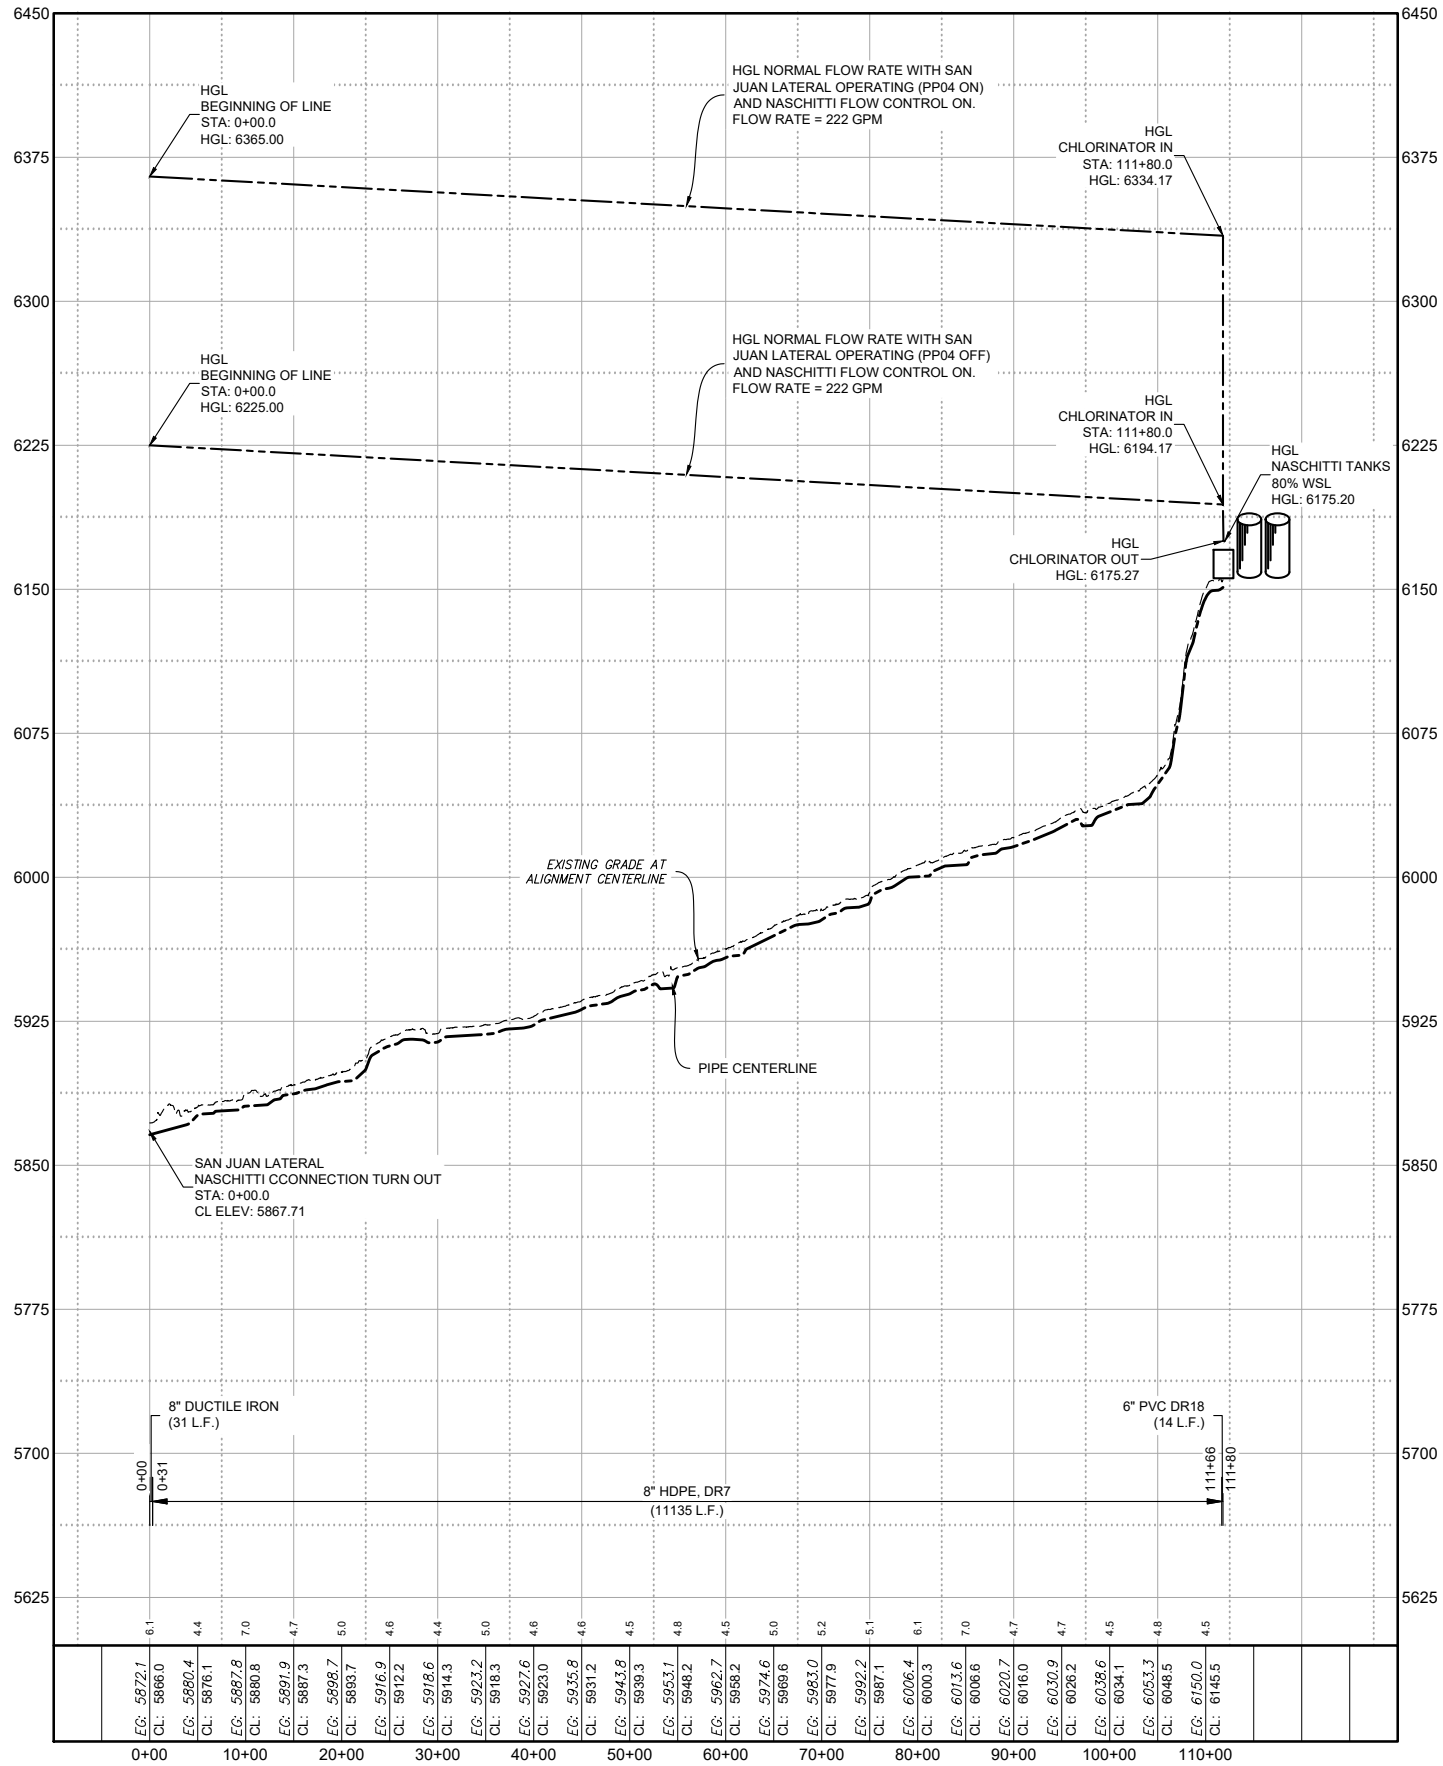 6450
6450
HGL NORMAL FLOW RATE WITH SAN
JUAN LATERAL OPERATING (PP04 ON)
AND NASCHITTI FLOW CONTROL ON.
FLOW RATE = 222 GPM
HGL
BEGINNING OF LINE
STA: 0+00.0
HGL: 6365.00
HGL
CHLORINATOR IN
STA: 111+80.0
HGL: 6334.17
6375
6375
6300
6300
HGL NORMAL FLOW RATE WITH SAN
JUAN LATERAL OPERATING (PP04 OFF)
AND NASCHITTI FLOW CONTROL ON.
FLOW RATE = 222 GPM
HGL
BEGINNING OF LINE
STA: 0+00.0
HGL: 6225.00
HGL
CHLORINATOR IN
STA: 111+80.0
HGL: 6194.17
6225
6225
HGL
NASCHITTI TANKS
80% WSL
HGL: 6175.20
HGL
CHLORINATOR OUT
HGL: 6175.27
6150
6150
6075
6075
EXISTING GRADE AT
ALIGNMENT CENTERLINE
6000
6000
5925
5925
PIPE CENTERLINE
5850
5850
SAN JUAN LATERAL
NASCHITTI CCONNECTION TURN OUT
STA: 0+00.0
CL ELEV: 5867.71
5775
5775
8" DUCTILE IRON
(31 L.F.)
6" PVC DR18
(14 L.F.)
5700
5700
0+00
0+31
111+66
111+80
8" HDPE, DR7
(11135 L.F.)
5625
5625
6.1
4.4
7.0
4.7
5.0
4.6
4.4
5.0
4.6
4.6
4.5
4.8
4.5
5.0
5.2
5.1
6.1
7.0
4.7
4.7
4.5
4.8
4.5
EG: 5872.1
CL: 5866.0
EG: 5880.4
CL: 5876.1
EG: 5887.8
CL: 5880.8
EG: 5891.9
CL: 5887.3
EG: 5898.7
CL: 5893.7
EG: 5916.9
CL: 5912.2
EG: 5918.6
CL: 5914.3
EG: 5923.2
CL: 5918.3
EG: 5927.6
CL: 5923.0
EG: 5935.8
CL: 5931.2
EG: 5943.8
CL: 5939.3
EG: 5953.1
CL: 5948.2
EG: 5962.7
CL: 5958.2
EG: 5974.6
CL: 5969.6
EG: 5983.0
CL: 5977.9
EG: 5992.2
CL: 5987.1
EG: 6006.4
CL: 6000.3
EG: 6013.6
CL: 6006.6
EG: 6020.7
CL: 6016.0
EG: 6030.9
CL: 6026.2
EG: 6038.6
CL: 6034.1
EG: 6053.3
CL: 6048.5
EG: 6150.0
CL: 6145.5
0+00
10+00
20+00
30+00
40+00
50+00
60+00
70+00
80+00
90+00
100+00
110+00